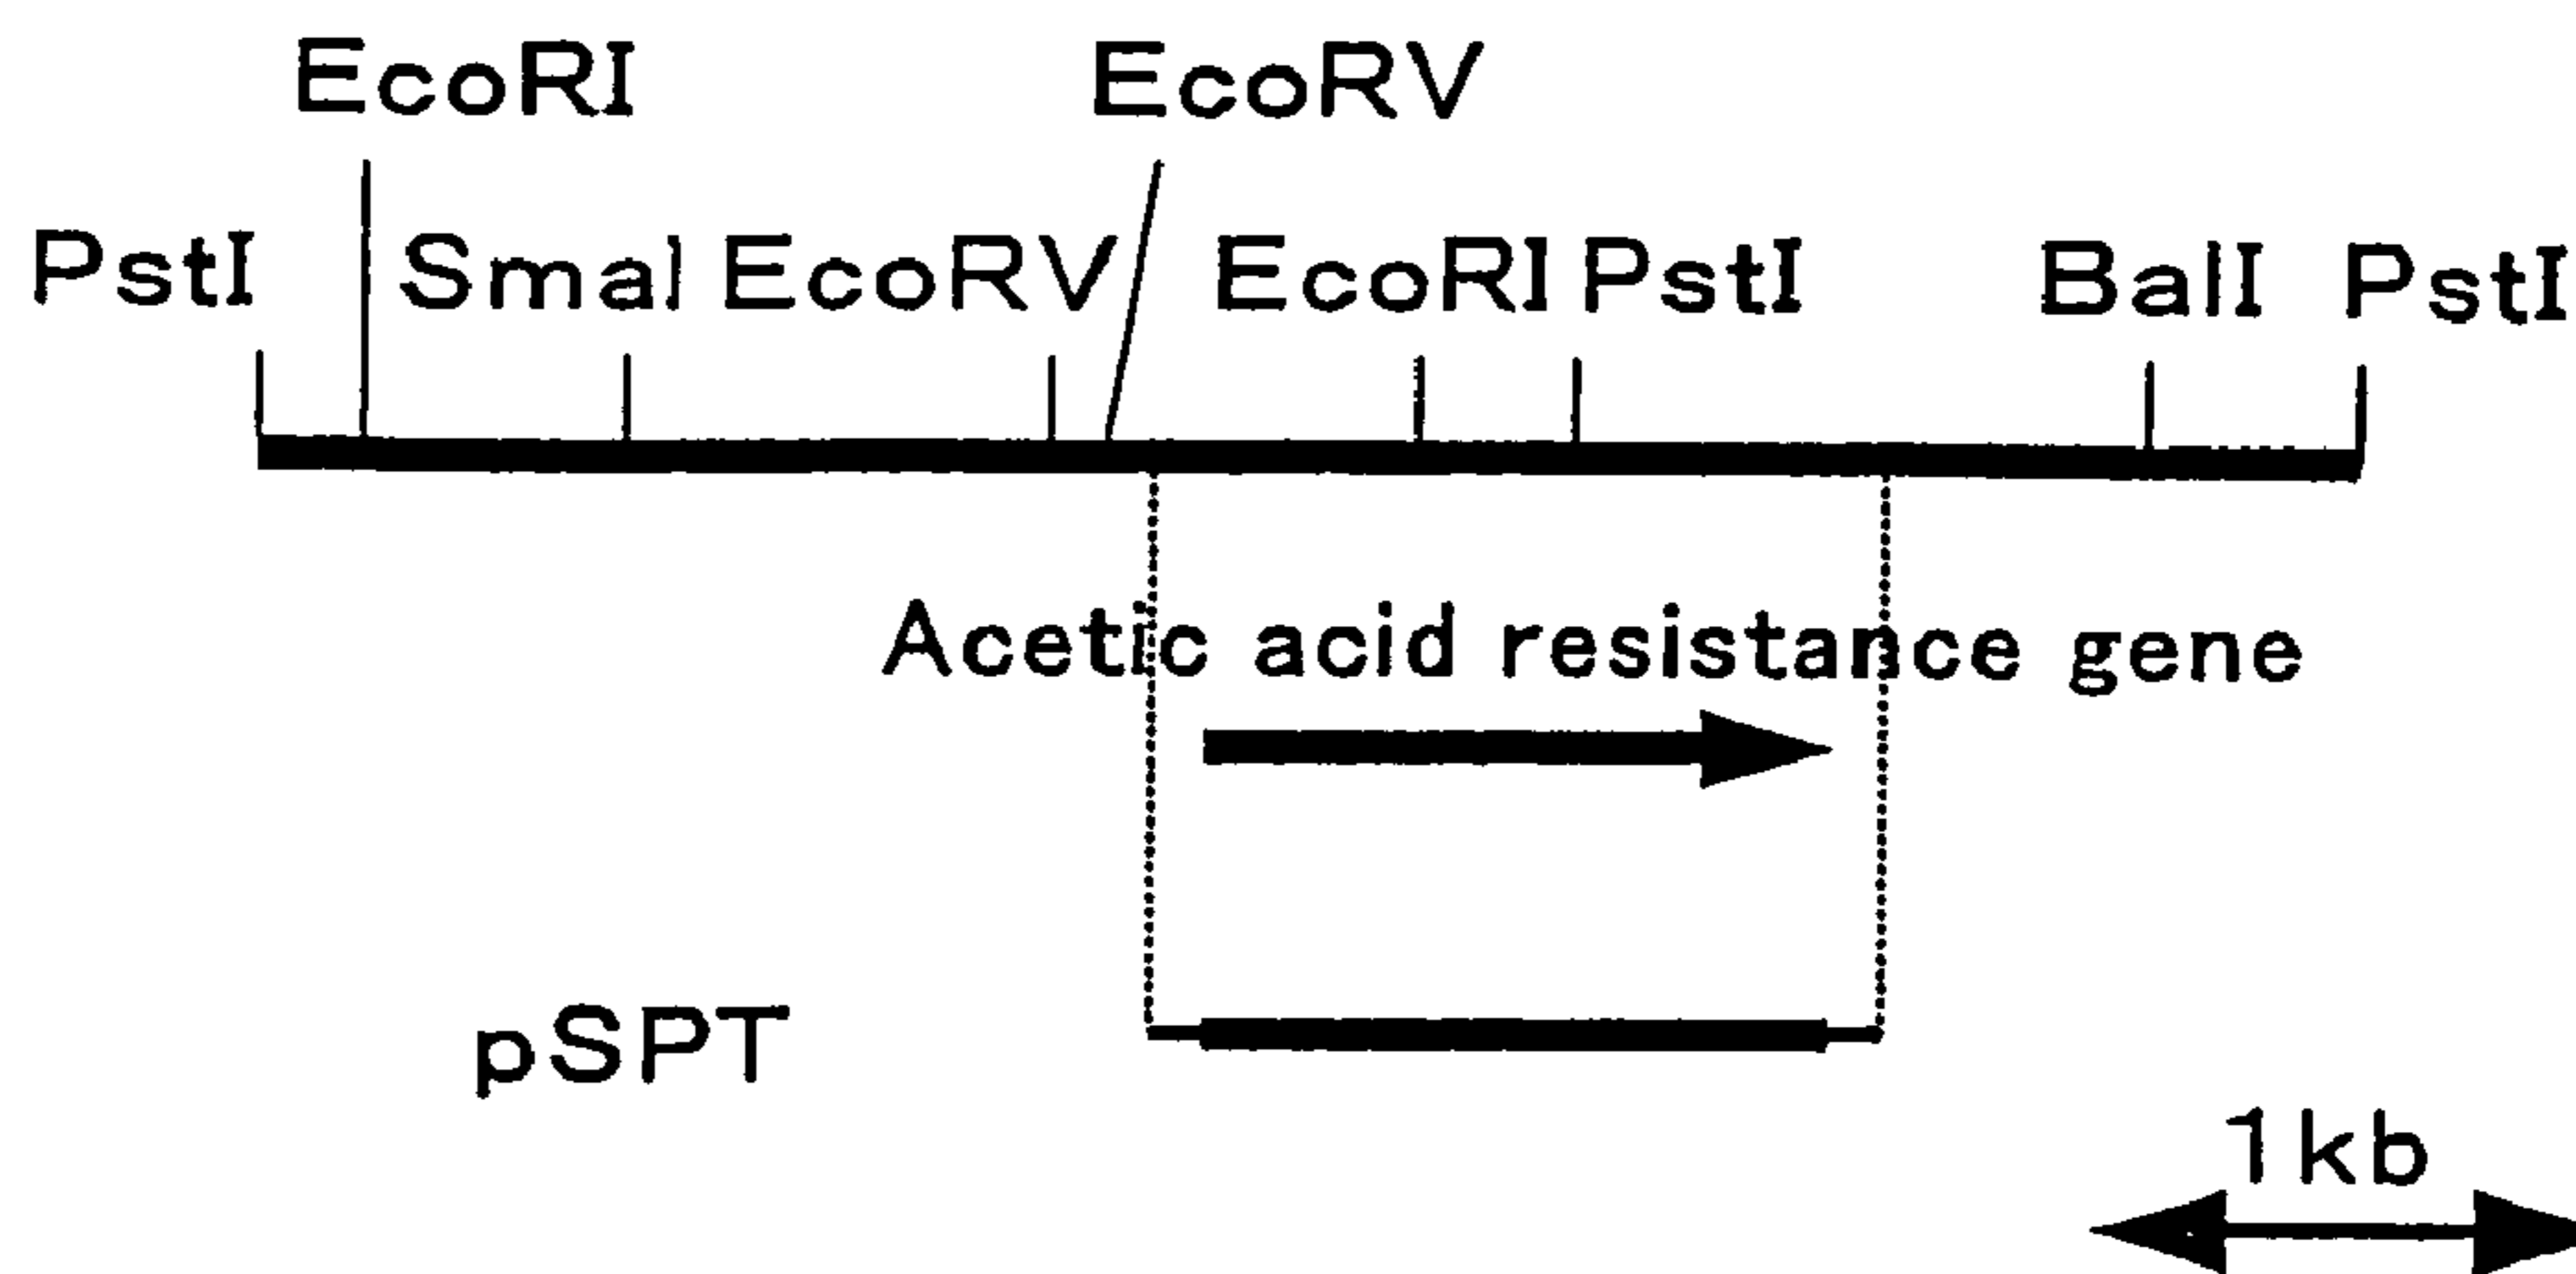 EcoRI EcoRV
PstI SmaI EcoRV EcoRI PstI BalI PstI
Acetic acid resistance gene
pSPT
1kb